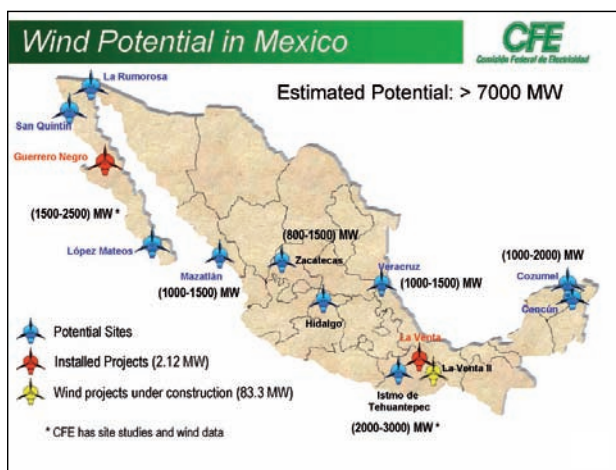 Wind Potential in Mexico
CFE
Comisión Federal de Electricidad
La Rumorosa
Estimated Potential: > 7000 MW
San Quintín
Guerrero Negro
(1500-2500) MW *
(800-1500) MW
López Mateos
Zacatecas
(1000-2000) MW
Mazatlán
Veracruz
Cozumel
(1000-1500) MW
(1000-1500) MW
Cancún
Potential Sites
Hidalgo
La Venta
Installed Projects (2.12 MW)
La Venta II
Wind projects under construction (83.3 MW)
Istmo de
Tehuantepec
(2000-3000) MW *
* CFE has site studies and wind data